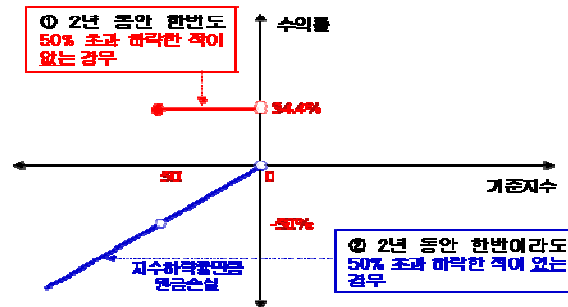 ① 2년 동안 한번도
50% 초과 하락한 적이
없는 경우
수익률
34.4%
-50
0
기준지수
-50%
지수하락률만큼
원금손실
② 2년 동안 한번이라도
50% 초과 하락한 적이 있는
경우